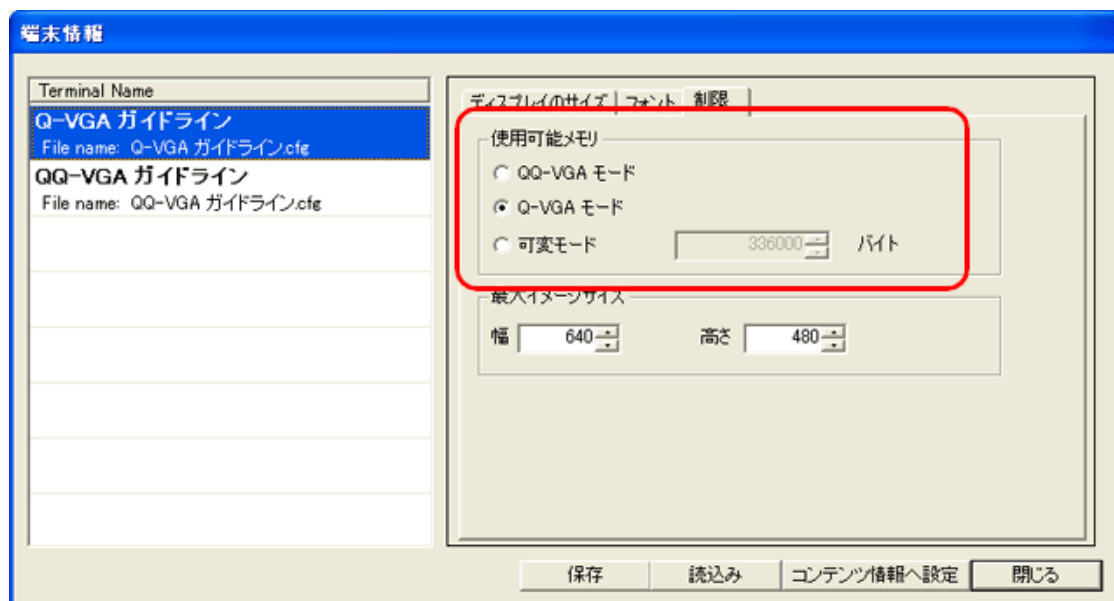 端末情報
Terminal Name
Q-VGA ガイドライン
File name: Q-VGA ガイドライン.cfg
QQ-VGA ガイドライン
File name: QQ-VGA ガイドライン.cfg
ディスプレイのサイズ フォント 制限
使用可能メモリ
QQ-VGA モード
Q-VGA モード
可変モード 336000 バイト
最大イメージサイズ
幅 640 高さ 480
保存 読込み コンテンツ情報へ設定 閉じる